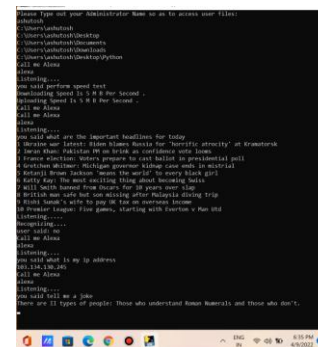 Please Type out your Administrator Name so as to access user files:
ashutosh
C:\Users\ashutosh
C:\Users\ashutosh\Desktop
C:\Users\ashutosh\Documents
C:\Users\ashutosh\Downloads
C:\Users\ashutosh\Desktop\Python
Call me Alexa
alexa
Listening....
you said perform speed test
Downloading Speed Is 5 M B Per Second .
Uploading Speed Is 5 M B Per Second .
Call me Alexa
Call me Alexa
alexa
Listening....
you said what are the important headlines for today
1 Ukraine war latest: Biden blames Russia for 'horrific atrocity' at Kramatorsk
2 Imran Khan: Pakistan PM on brink as confidence vote looms
3 France election: Voters prepare to cast ballot in presidential poll
4 Gretchen Whitmer: Michigan governor kidnap case ends in mistrial
5 Ketanji Brown Jackson 'means the world' to every black girl
6 Katty Kay: The most exciting thing about becoming Swiss
7 Will Smith banned from Oscars for 10 years over slap
8 British man safe but son missing after Malaysia diving trip
9 Rishi Sunak's wife to pay UK tax on overseas income
10 Premier League: Five games, starting with Everton v Man Utd
Listening.....
Recognizing...
user said: no
Call me Alexa
alexa
Listening....
you said what is my ip address
103.134.130.245
Call me Alexa
alexa
Listening....
you said tell me a joke
There are II types of people: Those who understand Roman Numerals and those who don't.
ENG
IN
6:35 PM
4/9/2022